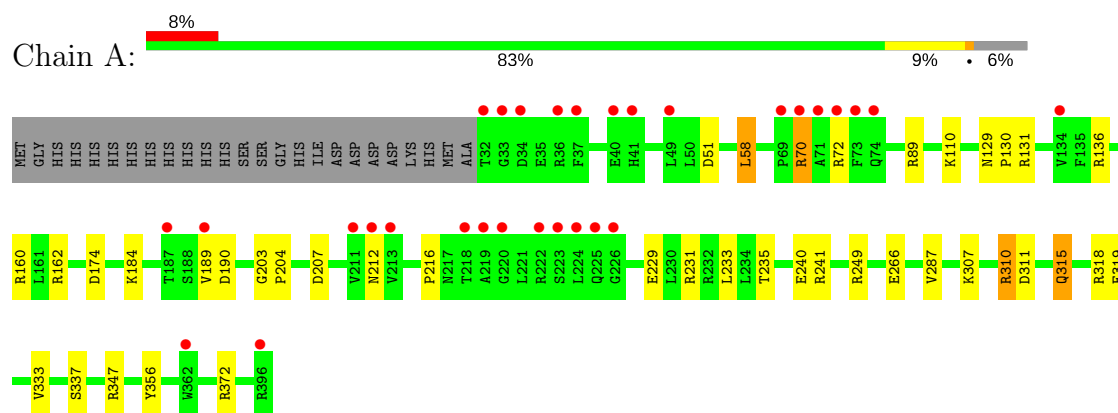 8%
Chain A:
83% 9% • 6%
MET GLY HIS HIS HIS HIS HIS HIS HIS HIS HIS HIS SER SER GLY HIS ILE ASP ASP ASP ASP LYS HIS MET ALA T32 G33 D34 E35 R36 F37 E40 H41 L49 L50 D51 L58 P69 R70 A71 R72 F73 Q74 R89 K110 N129 P130 R131 V134 F135 R136
R160 L161 R162 D174 K184 T187 S188 V189 D190 G203 P204 D207 V211 N212 V213 P216 N217 T218 A219 G220 L221 R222 S223 L224 Q225 G226 E229 L230 R231 R232 L233 L234 T235 E240 R241 R249 E266 V287 K307 R310 D311 Q315 R318
V333 S337 R347 Y356 W362 R372 R396